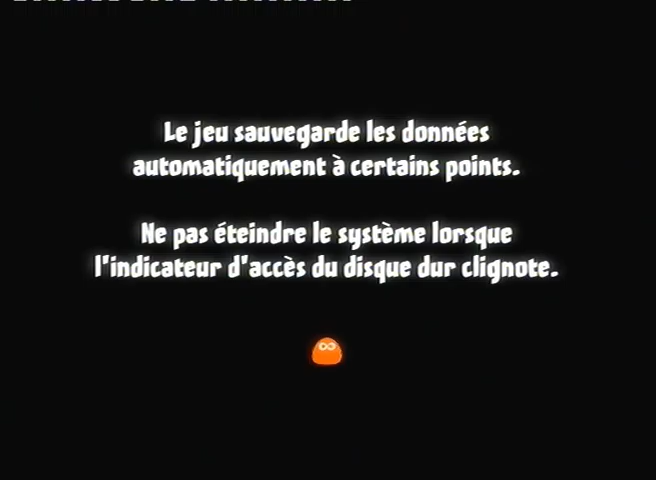 Le jeu sauvegarde les données
automatiquement à certains points.
Ne pas éteindre le système lorsque
l'indicateur d'accès du disque dur clignote.